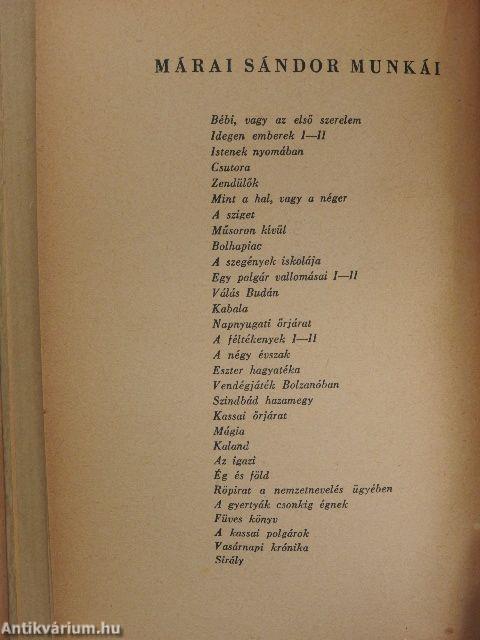 MÁRAI SÁNDOR MUNKÁI
Bébi, vagy az első szerelem
Idegen emberek I—II
Istenek nyomában
Csutora
Zendülők
Mint a hal, vagy a néger
A sziget
Műsoron kívül
Bolhapiac
A szegények iskolája
Egy polgár vallomásai I—II
Válás Budán
Kabala
Napnyugati őrjárat
A féltékenyek I—II
A négy évszak
Eszter hagyatéka
Vendégjáték Bolzanóban
Szindbád hazamegy
Kassai őrjárat
Mágia
Kaland
Az igazi
Ég és föld
Röpirat a nemzetnevelés ügyében
A gyertyák csonkig égnek
Füves könyv
A kassai polgárok
Vasárnapi krónika
Sirály
Antikvárium.hu